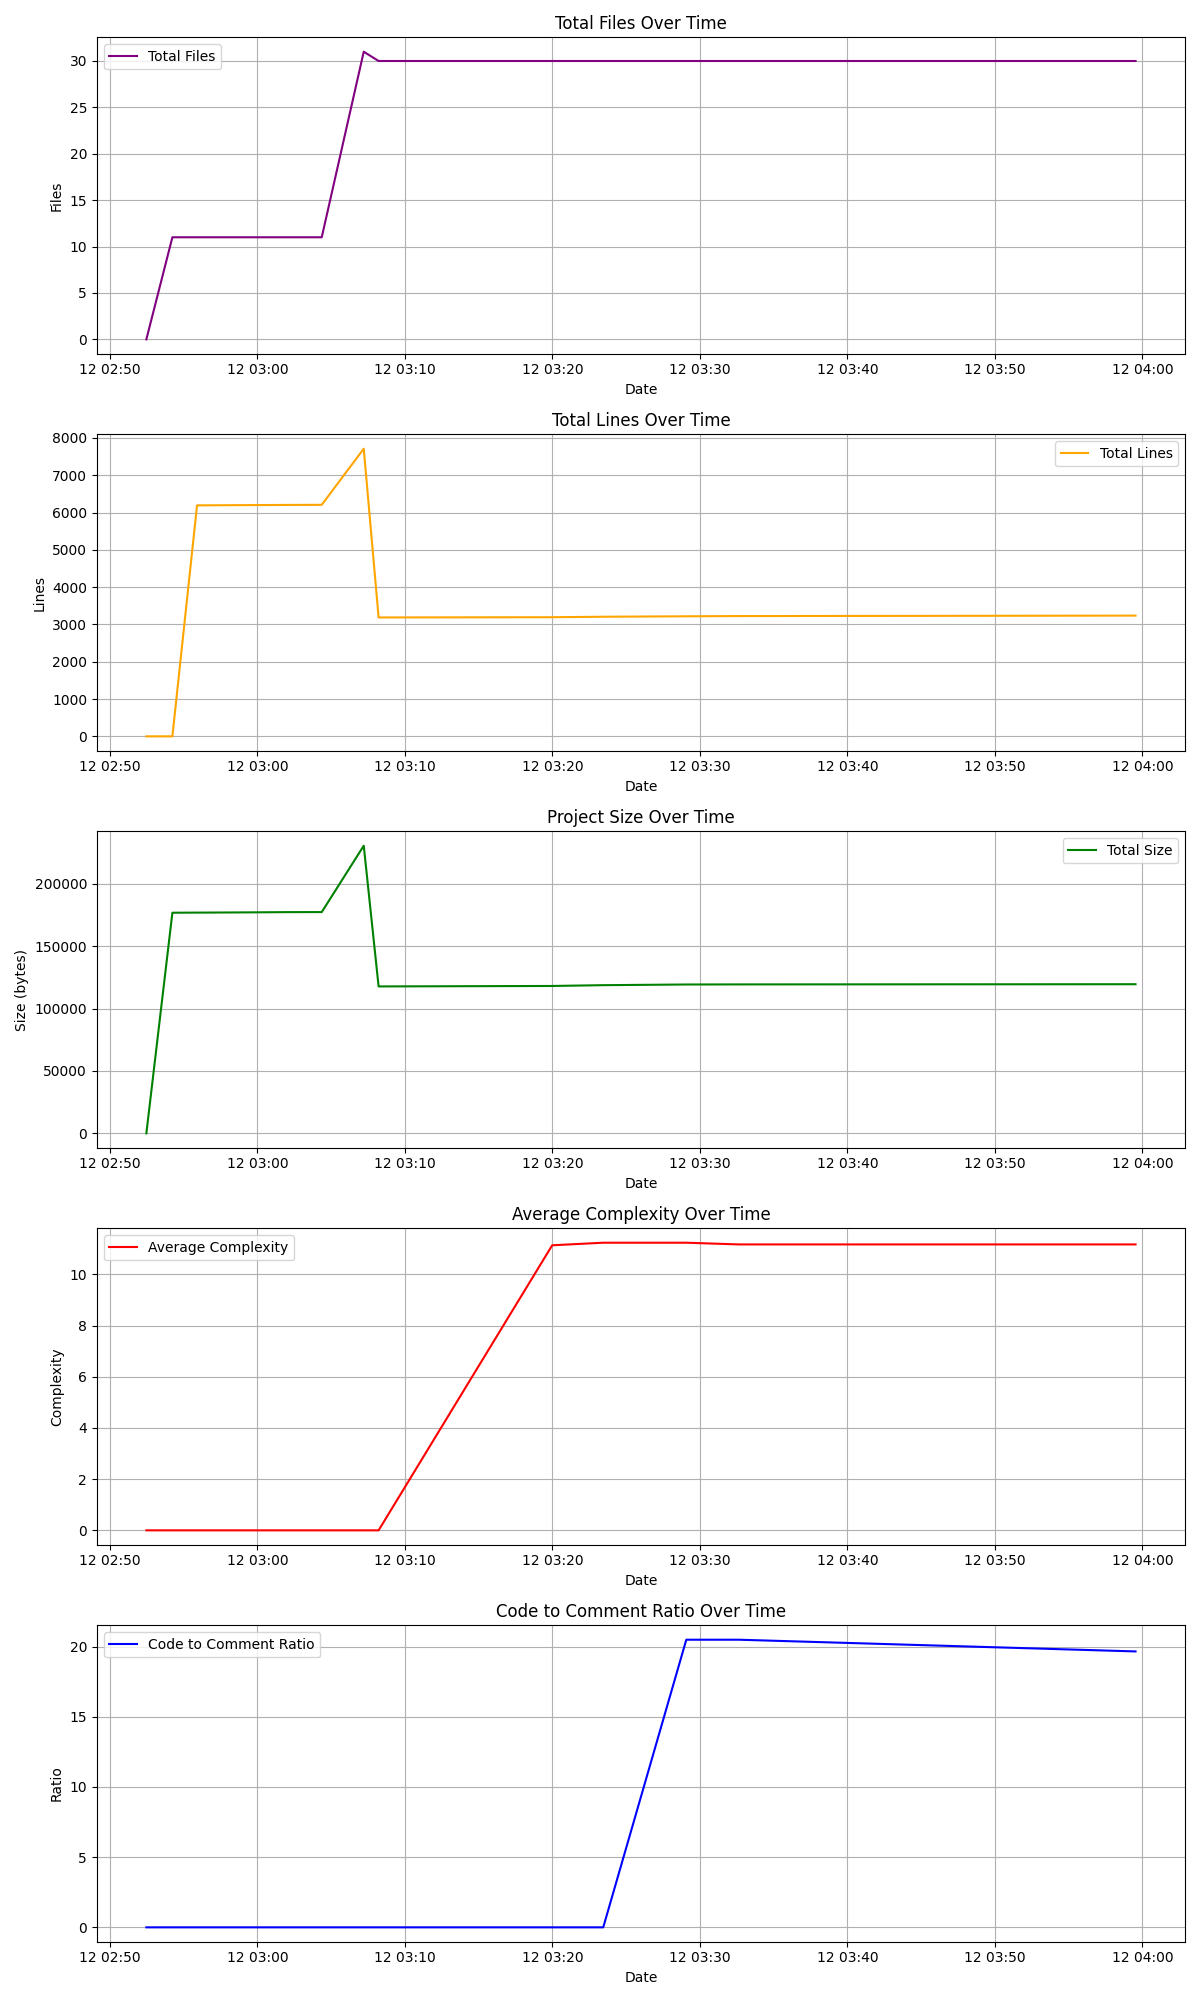 Total Files Over Time
Total Files
30
25
20
15
10
5
0
Files
12 02:50 12 03:00 12 03:10 12 03:20 12 03:30 12 03:40 12 03:50 12 04:00
Date
Total Lines Over Time
Total Lines
8000
7000
6000
5000
4000
3000
2000
1000
0
Lines
12 02:50 12 03:00 12 03:10 12 03:20 12 03:30 12 03:40 12 03:50 12 04:00
Date
Project Size Over Time
Total Size
200000
150000
100000
50000
0
Size (bytes)
12 02:50 12 03:00 12 03:10 12 03:20 12 03:30 12 03:40 12 03:50 12 04:00
Date
Average Complexity Over Time
Average Complexity
10
8
6
4
2
0
Complexity
12 02:50 12 03:00 12 03:10 12 03:20 12 03:30 12 03:40 12 03:50 12 04:00
Date
Code to Comment Ratio Over Time
Code to Comment Ratio
20
15
10
5
0
Ratio
12 02:50 12 03:00 12 03:10 12 03:20 12 03:30 12 03:40 12 03:50 12 04:00
Date